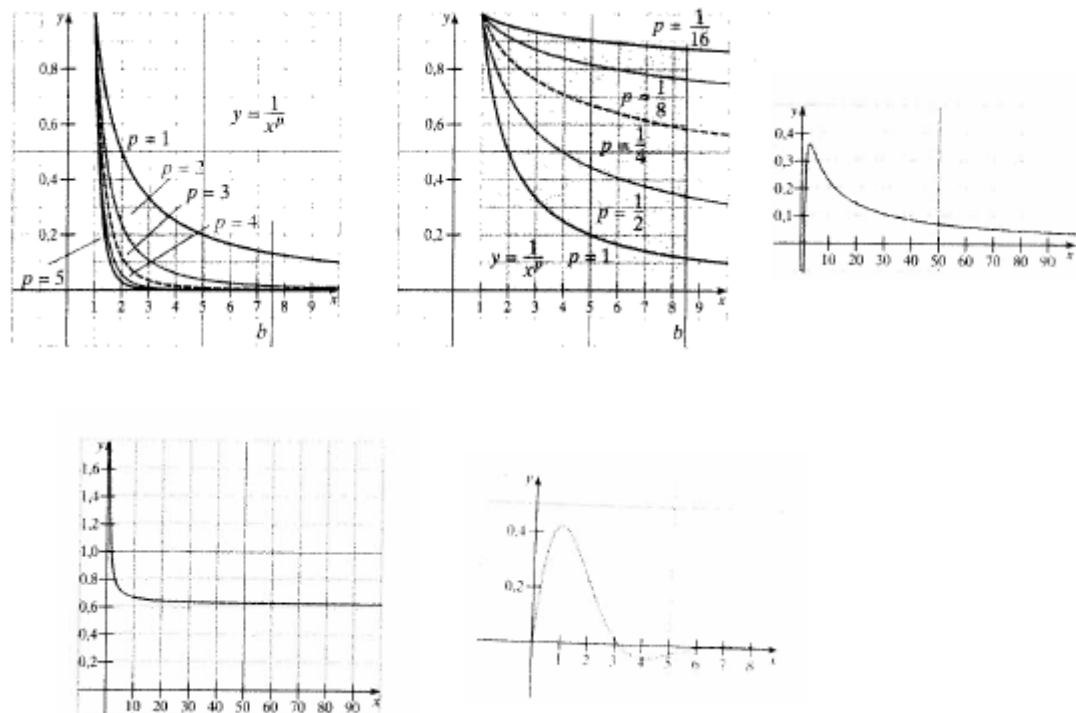 y
0,8
0,6
0,4
0,2
y = 1/x^p
p = 1
p = 3
p = 4
p = 5
1 2 3 4 5 6 7 8 9
x
b
y
0,8
0,6
0,4
0,2
p = 1/16
p = 1/8
p = 1/4
p = 1/2
y = 1/x^p p = 1
1 2 3 4 5 6 7 8 9
x
b
y
0,4
0,3
0,2
0,1
10 20 30 40 50 60 70 80 90
x
y
1,6
1,4
1,2
1,0
0,8
0,6
0,4
0,2
10 20 30 40 50 60 70 80 90
x
y
0,4
0,2
1 2 3 4 5 6 7 8